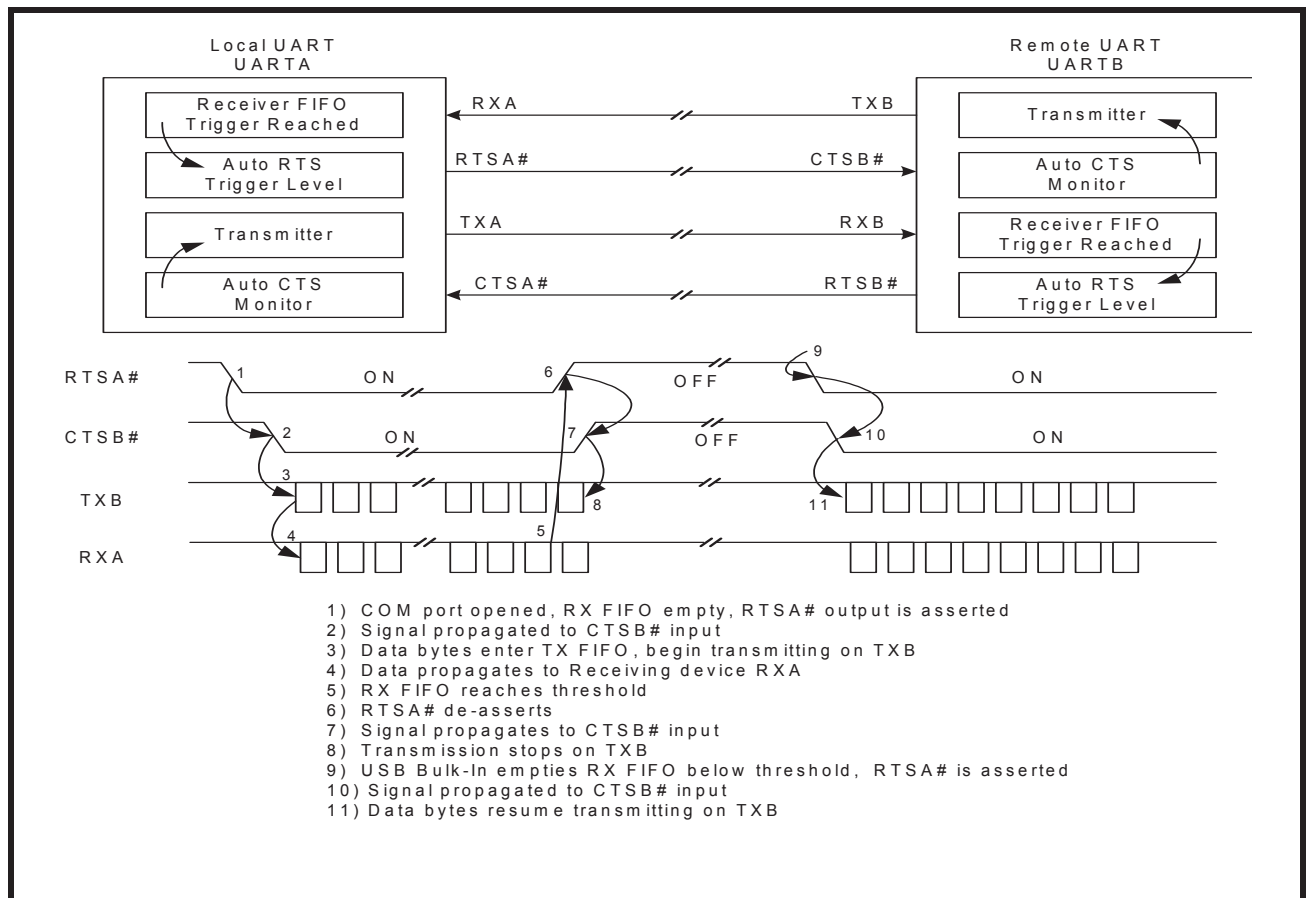 Local UART
UARTA
Remote UART
UARTB
Receiver FIFO
Trigger Reached
Auto RTS
Trigger Level
Transmitter
Auto CTS
Monitor
RXA
TXB
RTSA#
CTSB#
TXA
RXB
CTSA#
RTSB#
Transmitter
Auto CTS
Monitor
Receiver FIFO
Trigger Reached
Auto RTS
Trigger Level
RTSA#
1
ON
6
OFF
9
ON
CTSB#
2
ON
7
OFF
10
ON
TXB
3
8
11
RXA
4
5
1) COM port opened, RX FIFO empty, RTSA# output is asserted
2) Signal propagated to CTSB# input
3) Data bytes enter TX FIFO, begin transmitting on TXB
4) Data propagates to Receiving device RXA
5) RX FIFO reaches threshold
6) RTSA# de-asserts
7) Signal propagates to CTSB# input
8) Transmission stops on TXB
9) USB Bulk-In empties RX FIFO below threshold, RTSA# is asserted
10) Signal propagated to CTSB# input
11) Data bytes resume transmitting on TXB